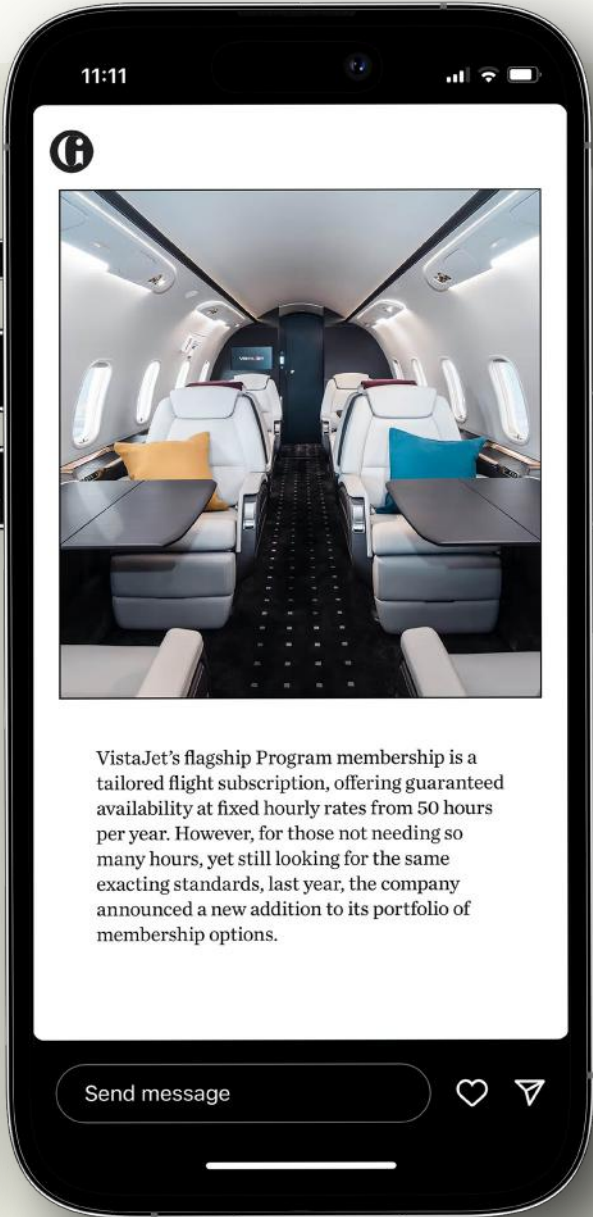 11:11
VISTAJET
VistaJet’s flagship Program membership is a
tailored flight subscription, offering guaranteed
availability at fixed hourly rates from 50 hours
per year. However, for those not needing so
many hours, yet still looking for the same
exacting standards, last year, the company
announced a new addition to its portfolio of
membership options.
Send message